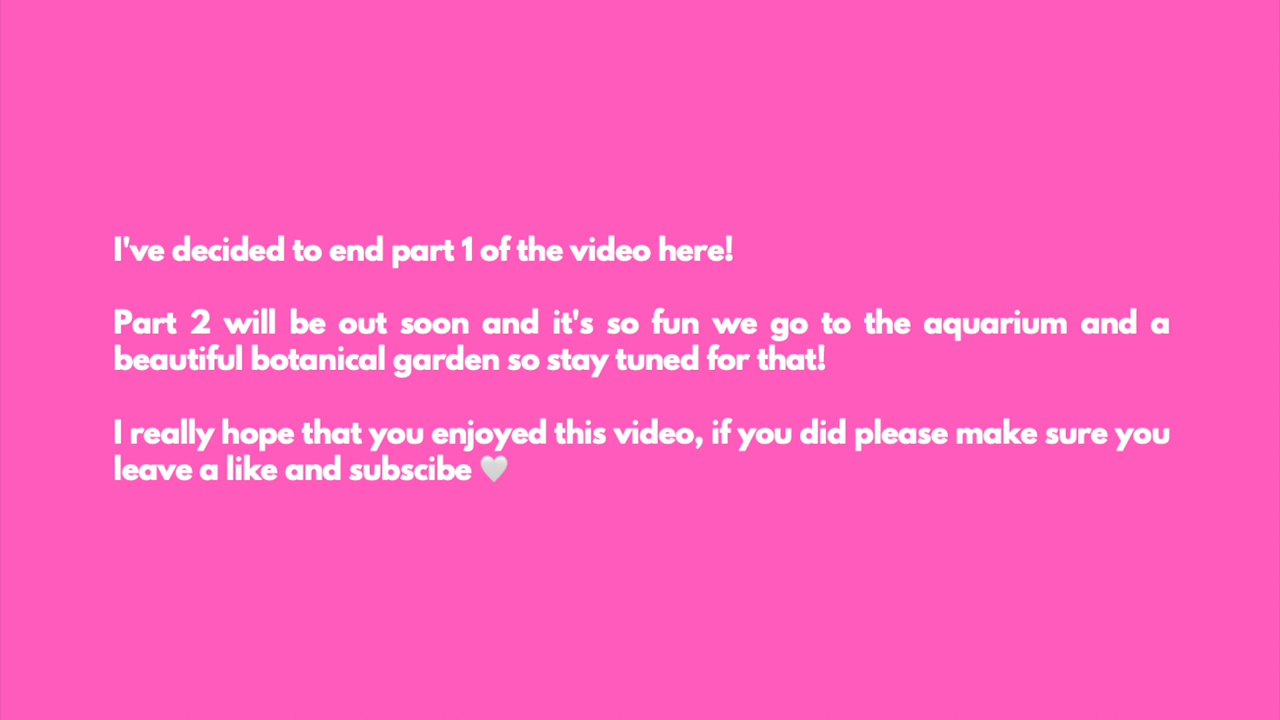 I've decided to end part 1 of the video here!
Part 2 will be out soon and it's so fun we go to the aquarium and a
beautiful botanical garden so stay tuned for that!
I really hope that you enjoyed this video, if you did please make sure you
leave a like and subscibe 🤍